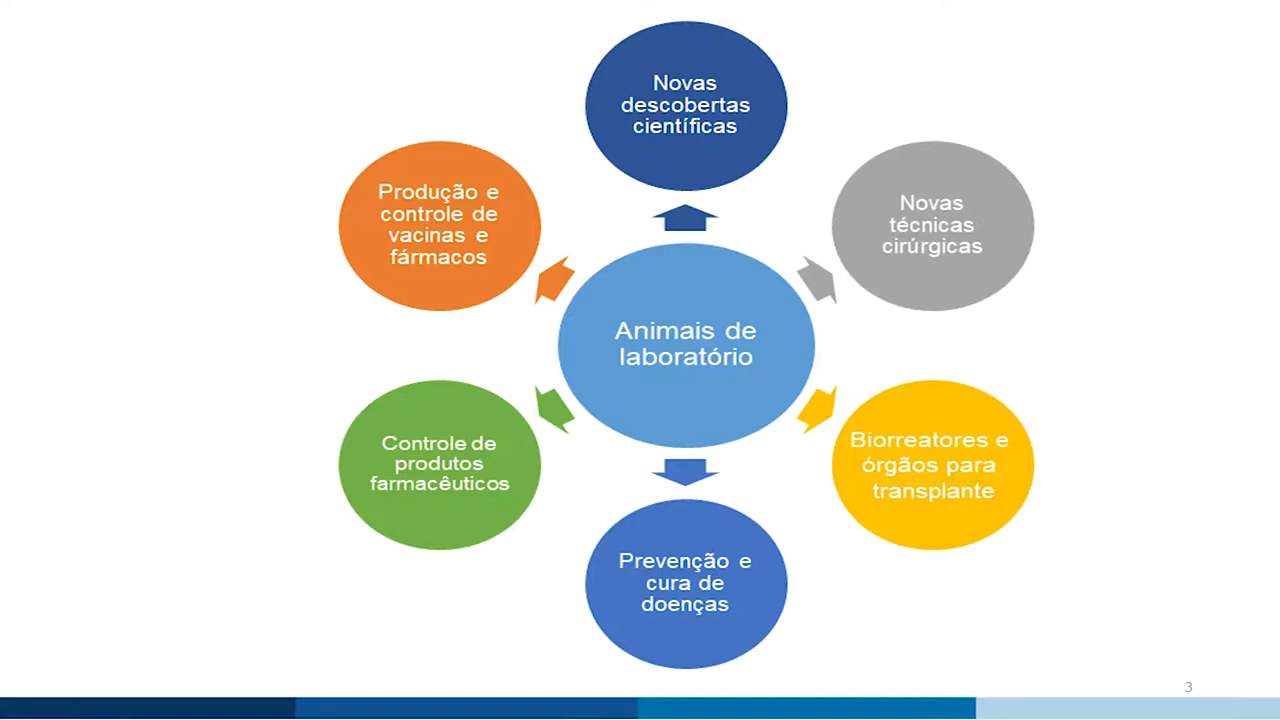 Novas
descobertas
científicas
Novas
técnicas
cirúrgicas
Biorreatores e
órgãos para
transplante
Prevenção e
cura de
doenças
Controle de
produtos
farmacêuticos
Produção e
controle de
vacinas e
fármacos
Animais de
laboratório
3